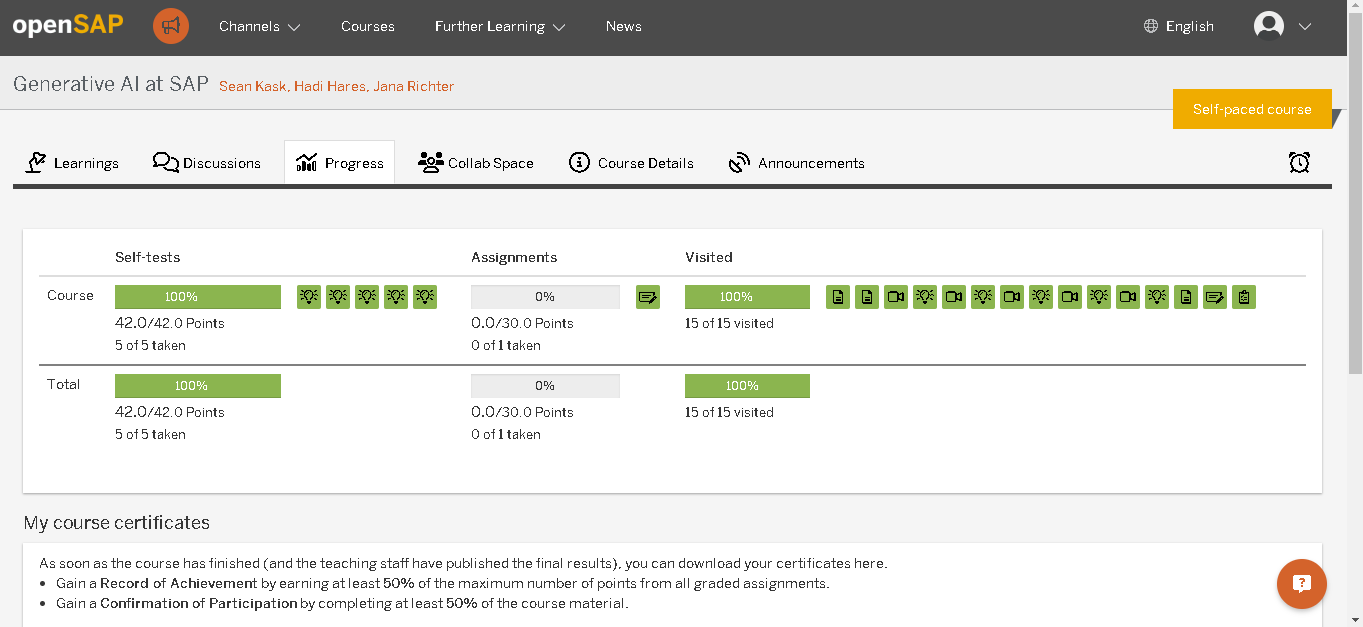 openSAP
Channels
Courses
Further Learning
News
English
Generative AI at SAP Sean Kask, Hadi Hares, Jana Richter
Self-paced course
Learnings
Discussions
Progress
Collab Space
Course Details
Announcements
Self-tests Assignments Visited
Course 100% 0% 100%
42.0/42.0 Points 0.0/30.0 Points 15 of 15 visited
5 of 5 taken 0 of 1 taken
Total 100% 0% 100%
42.0/42.0 Points 0.0/30.0 Points 15 of 15 visited
5 of 5 taken 0 of 1 taken
My course certificates
As soon as the course has finished (and the teaching staff have published the final results), you can download your certificates here.
• Gain a Record of Achievement by earning at least 50% of the maximum number of points from all graded assignments.
• Gain a Confirmation of Participation by completing at least 50% of the course material.